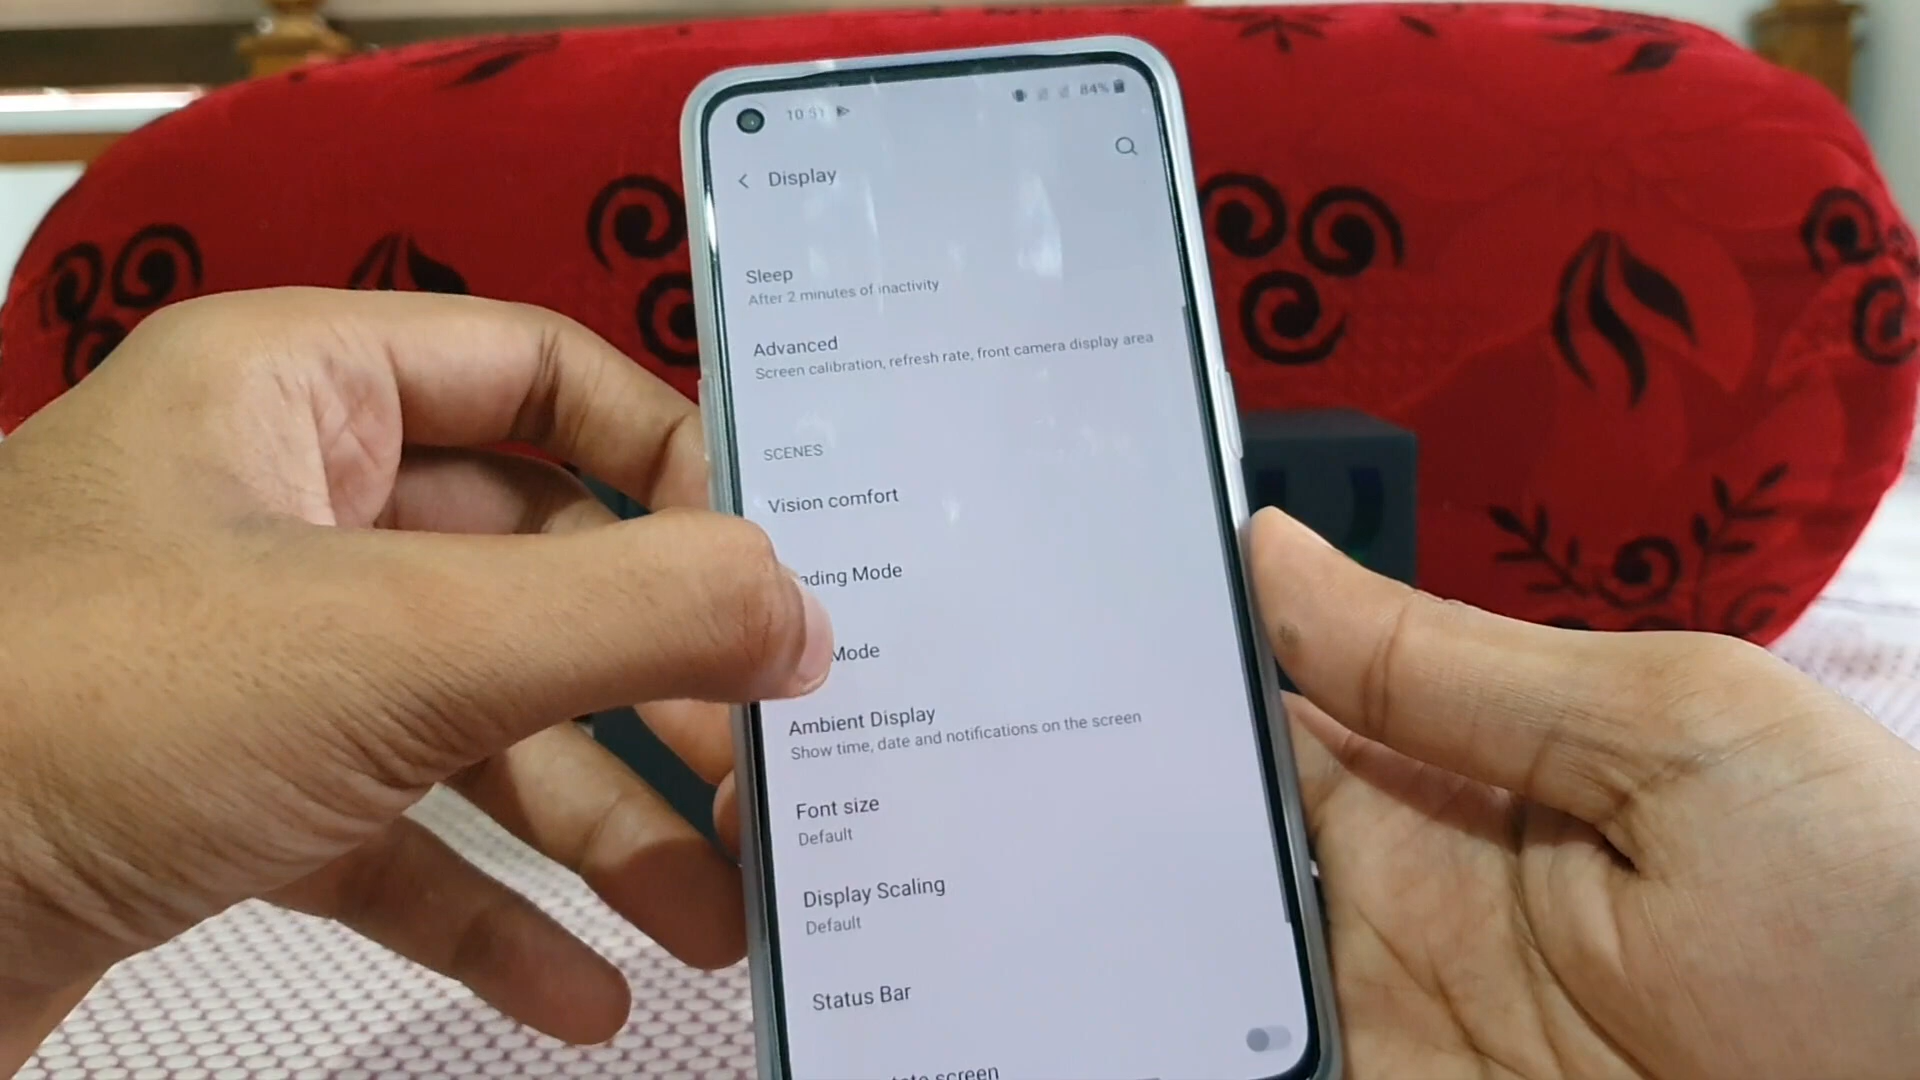 10:51
84%
Display
Sleep
After 2 minutes of inactivity
Advanced
Screen calibration, refresh rate, front camera display area
SCENES
Vision comfort
ading Mode
Mode
Ambient Display
Show time, date and notifications on the screen
Font size
Default
Display Scaling
Default
Status Bar
screen